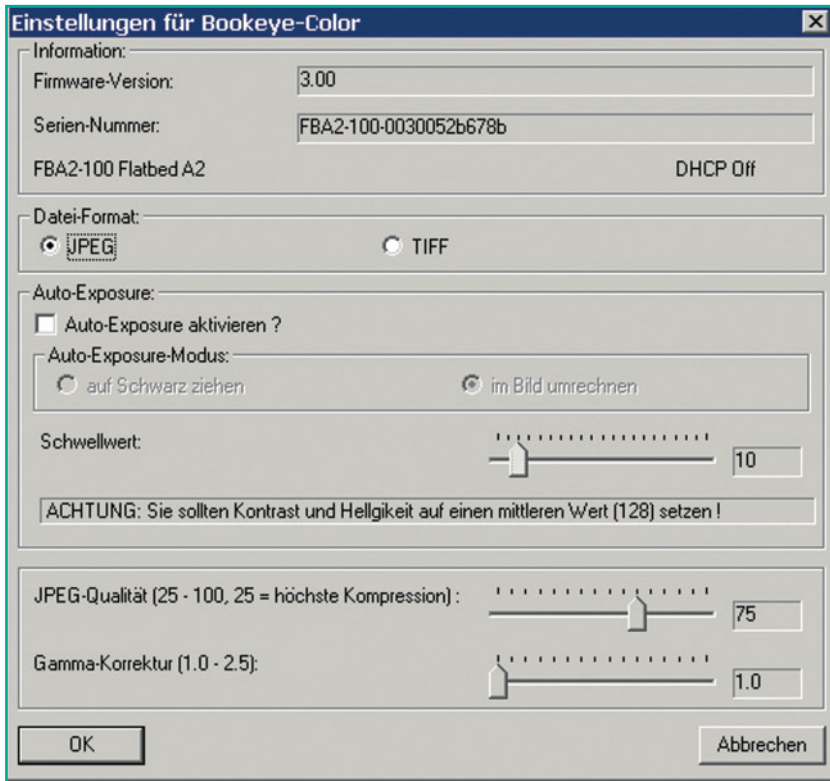 Einstellungen für Bookeye-Color
Information:
Firmware-Version: 3.00
Serien-Nummer: FBA2-100-0030052b678b
FBA2-100 Flatbed A2 DHCP Off
Datei-Format:
JPEG TIFF
Auto-Exposure:
Auto-Exposure aktivieren ?
Auto-Exposure-Modus:
auf Schwarz ziehen im Bild umrechnen
Schwellwert: 10
ACHTUNG: Sie sollten Kontrast und Hellgikeit auf einen mittleren Wert (128) setzen !
JPEG-Qualität (25 - 100, 25 = höchste Kompression) : 75
Gamma-Korrektur (1.0 - 2.5): 1.0
OK Abbrechen